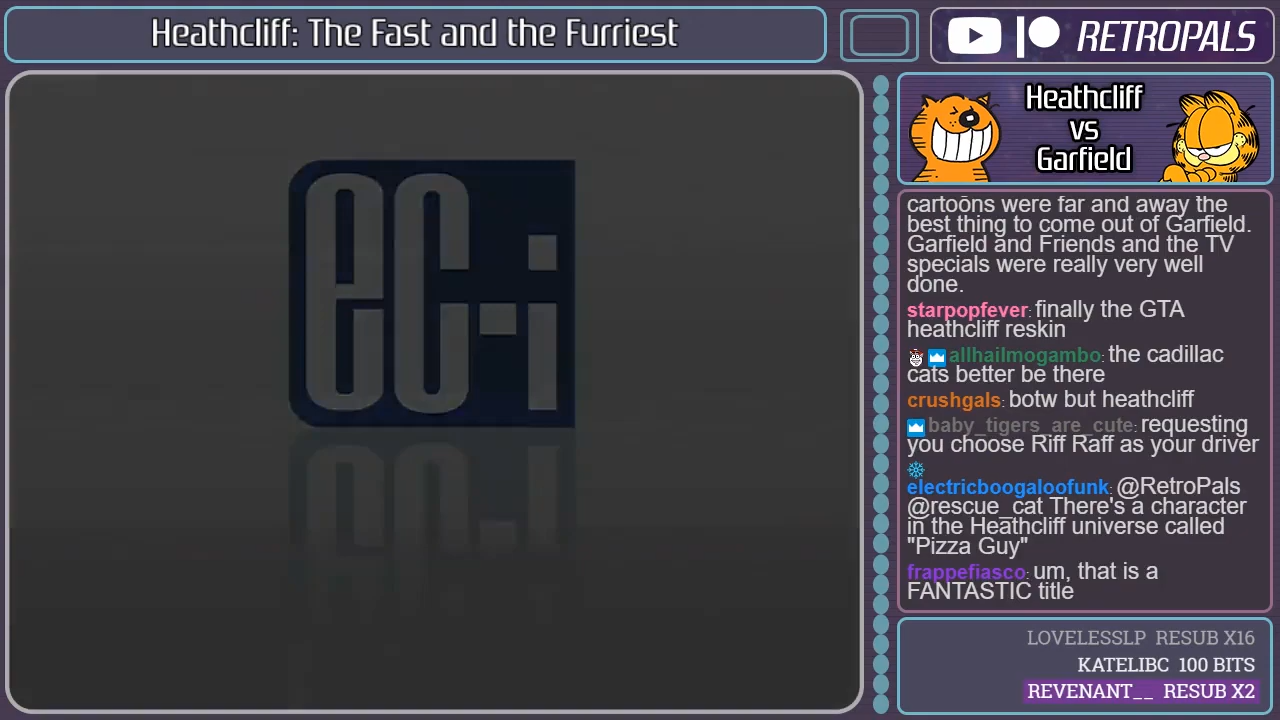 Heathcliff: The Fast and the Furriest
RETROPALS
Heathcliff
vs
Garfield
ec-i
cartoons were far and away the
best thing to come out of Garfield.
Garfield and Friends and the TV
specials were really very well
done.
starpopfever: finally the GTA
heathcliff reskin
allhailmogambo: the cadillac
cats better be there
crushgals: botw but heathcliff
baby_tigers_are_cute: requesting
you choose Riff Raff as your driver
electricboogaloofunk: @RetroPals
@rescue_cat There's a character
in the Heathcliff universe called
"Pizza Guy"
frappefiasco: um, that is a
FANTASTIC title
LOVELESSLP RESUB X16
KATELIBC 100 BITS
REVENANT__ RESUB X2